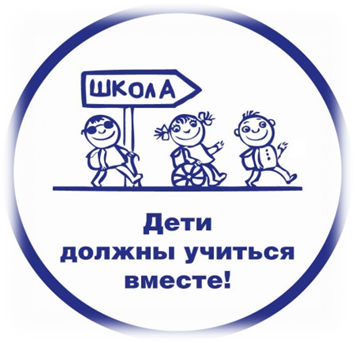 ШКОЛА
Дети
должны учиться
вместе!